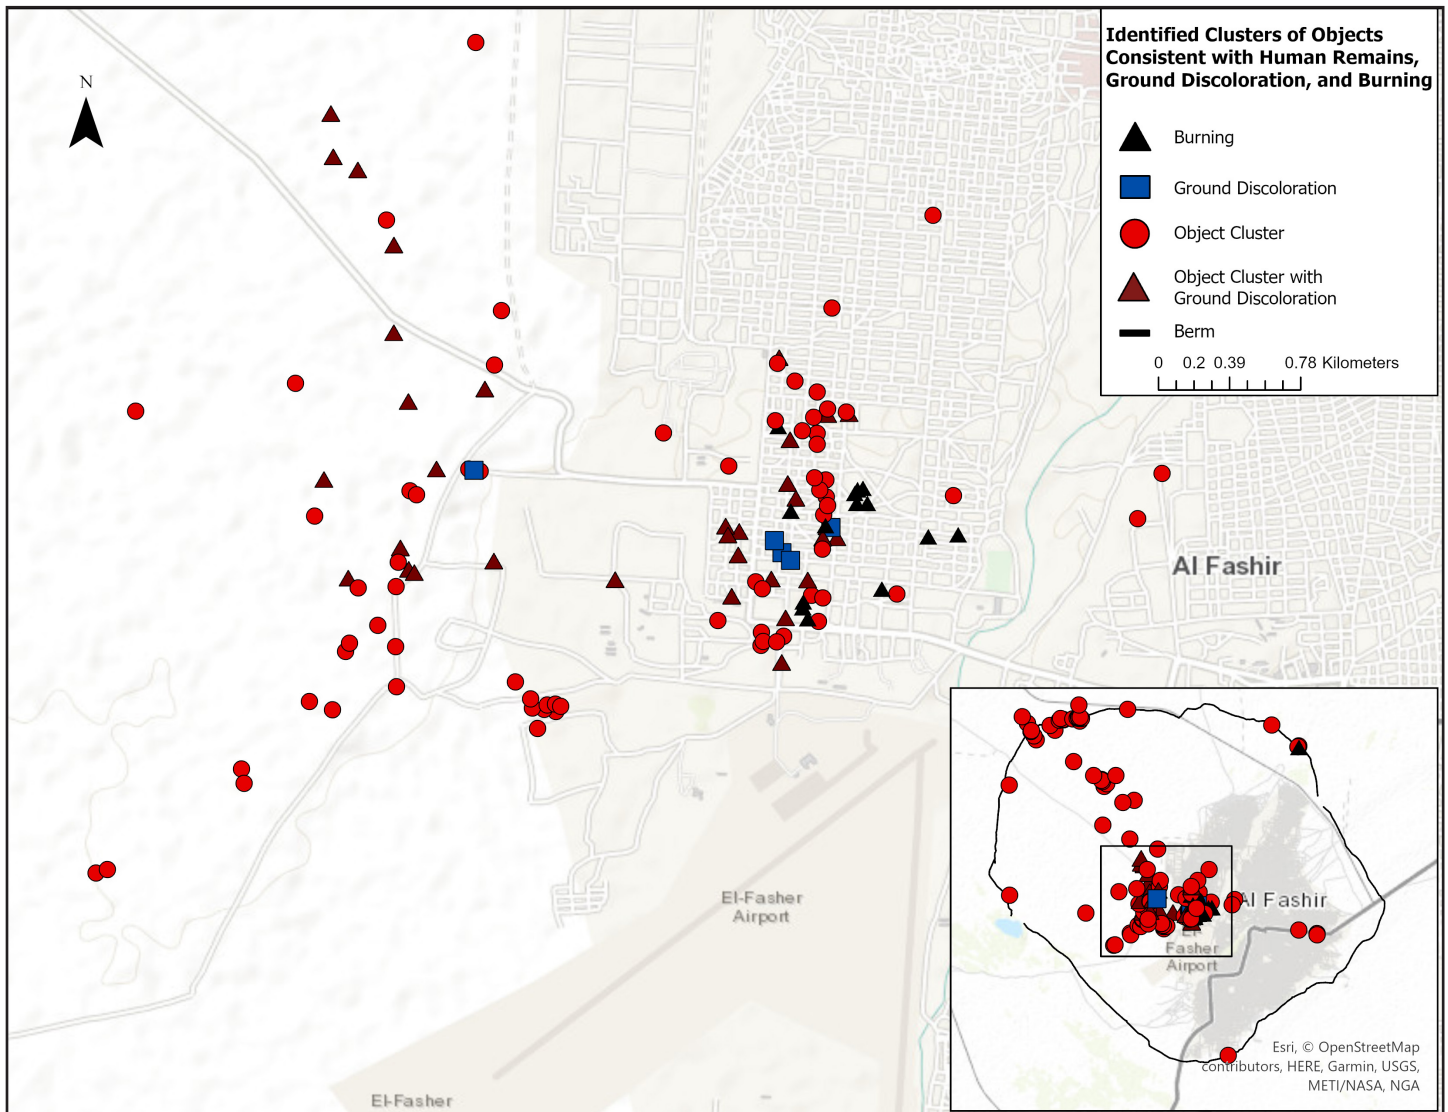 N
Identified Clusters of Objects
Consistent with Human Remains,
Ground Discoloration, and Burning
Burning
Ground Discoloration
Object Cluster
Object Cluster with
Ground Discoloration
Berm
0 0.2 0.39 0.78 Kilometers
Al Fashir
El-Fasher
Airport
El-Fasher
Al Fashir
El-
Fasher
Airport
Esri, © OpenStreetMap
contributors, HERE, Garmin, USGS,
METI/NASA, NGA